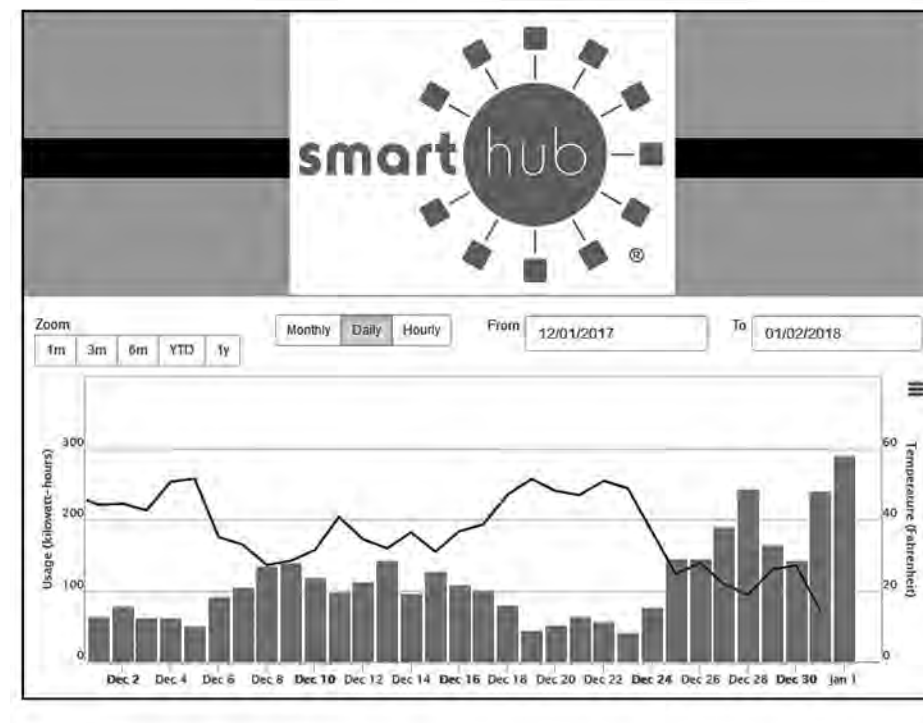 smart hub
®
Zoom
1m 3m 6m YTD 1y
Monthly Daily Hourly
From 12/01/2017
To 01/02/2018
Usage (kilowatt-hours)
300
200
100
0
60
40
20
0
Temperature (Fahrenheit)
Dec 2 Dec 4 Dec 6 Dec 8 Dec 10 Dec 12 Dec 14 Dec 16 Dec 18 Dec 20 Dec 22 Dec 24 Dec 26 Dec 28 Dec 30 Jan 1